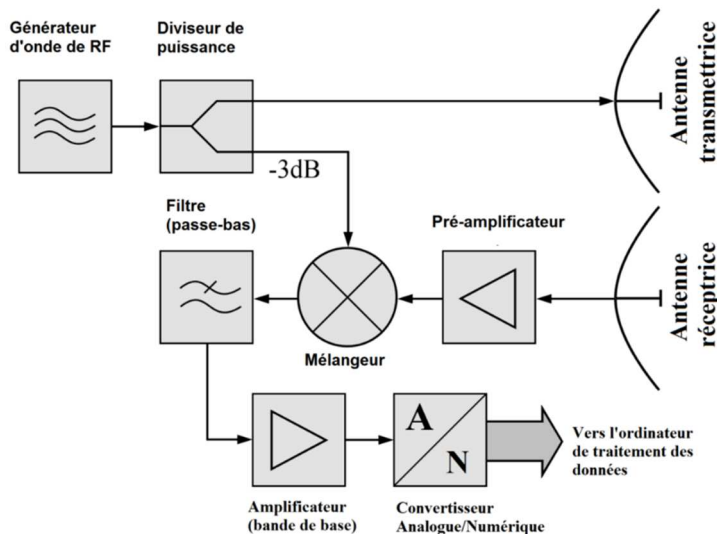 Générateur
d'onde de RF
Diviseur de
puissance
Antenne
transmettrice
-3dB
Filtre
(passe-bas)
Pré-amplificateur
Antenne
réceptrice
Mélangeur
A
N
Vers l'ordinateur
de traitement des
données
Amplificateur
(bande de base)
Convertisseur
Analogue/Numérique